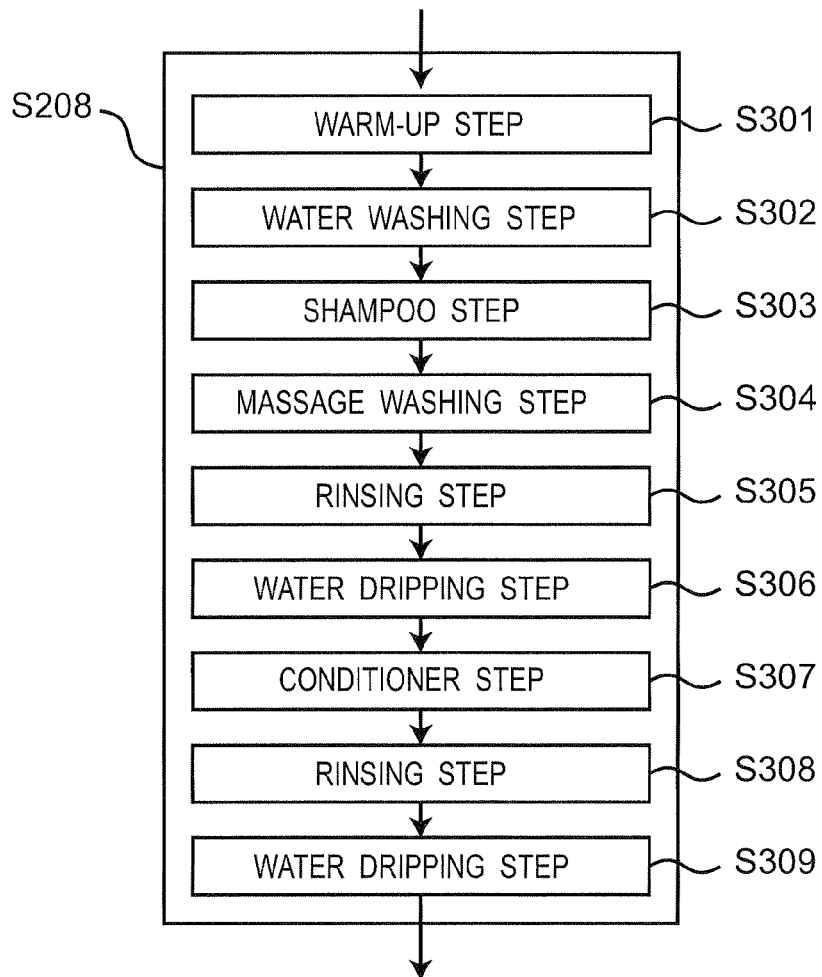 S208
WARM-UP STEP S301
WATER WASHING STEP S302
SHAMPOO STEP S303
MASSAGE WASHING STEP S304
RINSING STEP S305
WATER DRIPPING STEP S306
CONDITIONER STEP S307
RINSING STEP S308
WATER DRIPPING STEP S309